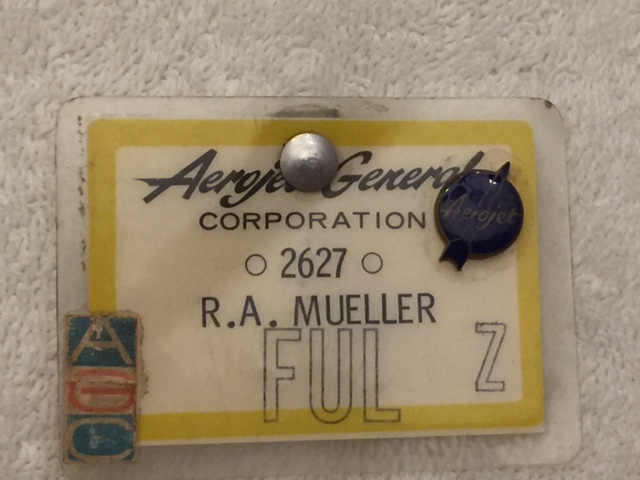 Aerojet-General
CORPORATION
Aerojet
○ 2627 ○
R.A. MUELLER
FUL
Z
A
G
C